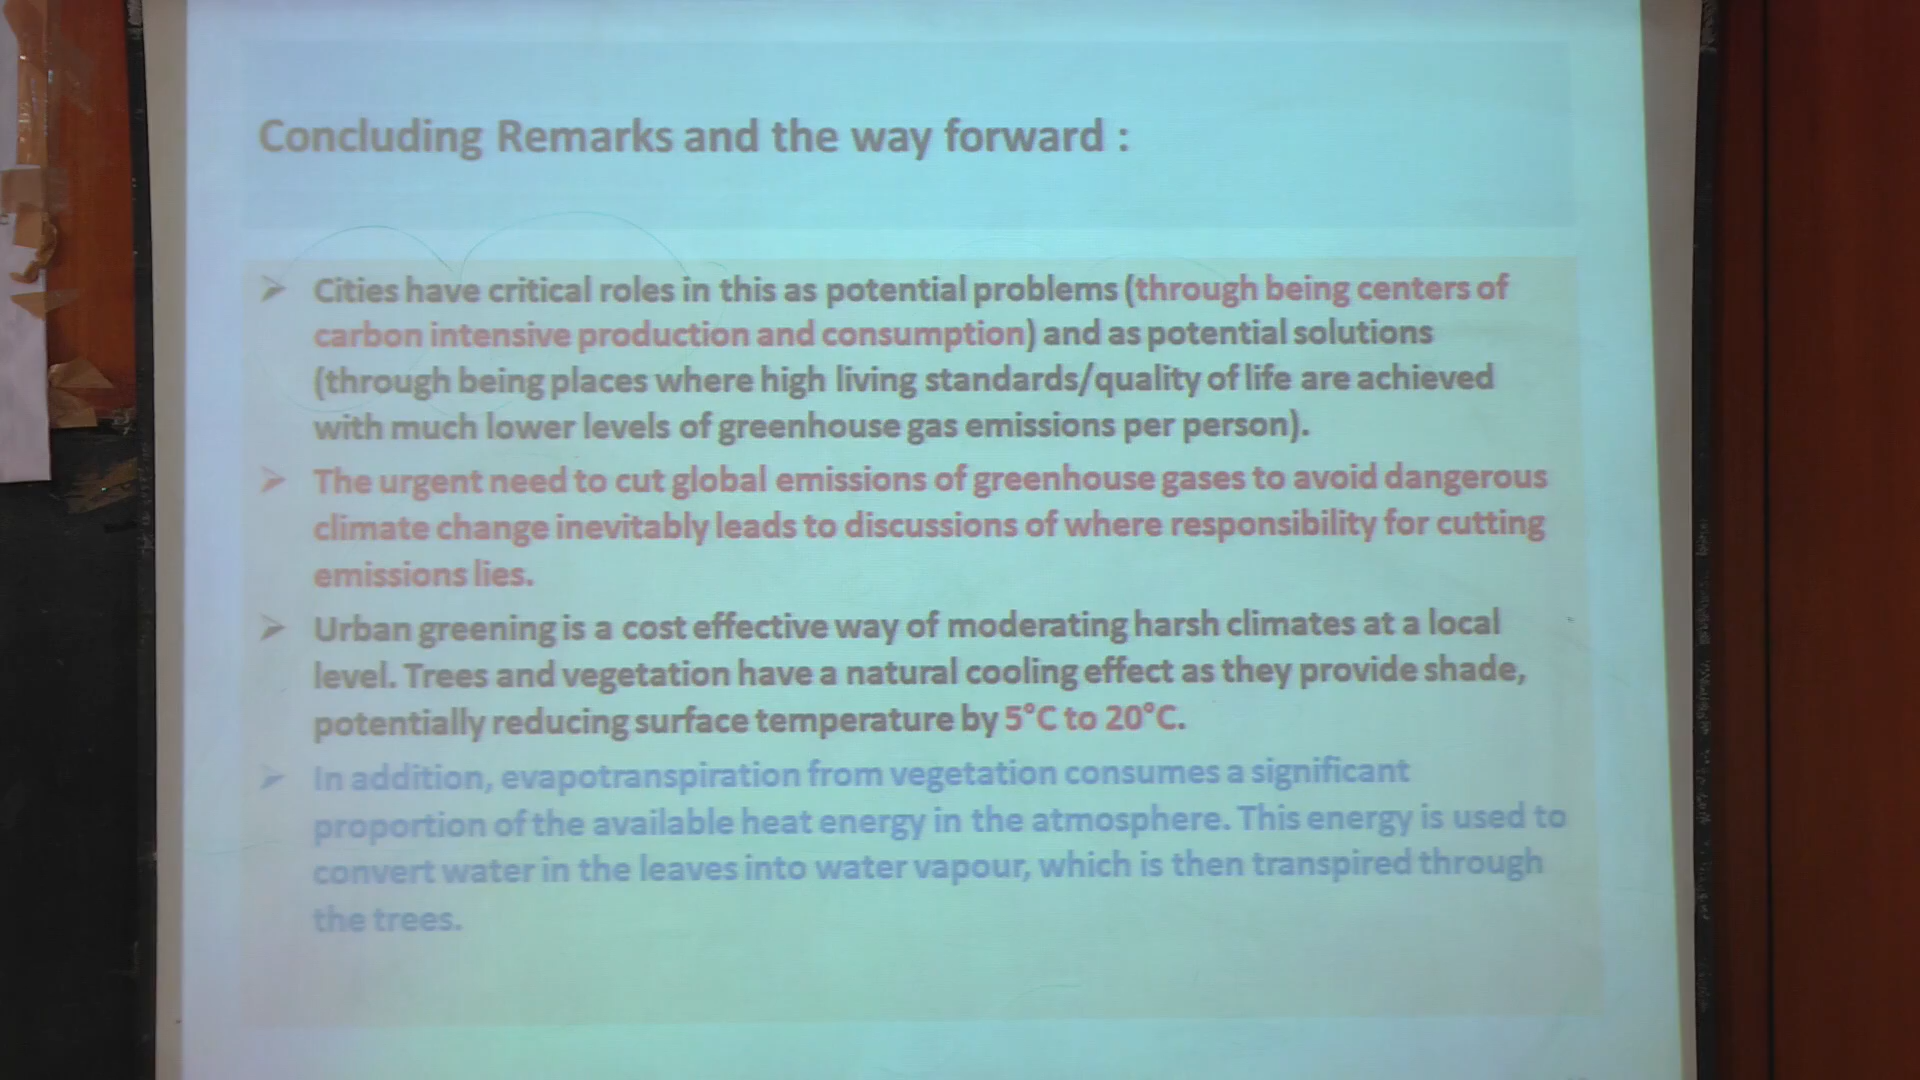 Concluding Remarks and the way forward :
➢ Cities have critical roles in this as potential problems (through being centers of
carbon intensive production and consumption) and as potential solutions
(through being places where high living standards/quality of life are achieved
with much lower levels of greenhouse gas emissions per person).
➢ The urgent need to cut global emissions of greenhouse gases to avoid dangerous
climate change inevitably leads to discussions of where responsibility for cutting
emissions lies.
➢ Urban greening is a cost effective way of moderating harsh climates at a local
level. Trees and vegetation have a natural cooling effect as they provide shade,
potentially reducing surface temperature by 5°C to 20°C.
➢ In addition, evapotranspiration from vegetation consumes a significant
proportion of the available heat energy in the atmosphere. This energy is used to
convert water in the leaves into water vapour, which is then transpired through
the trees.